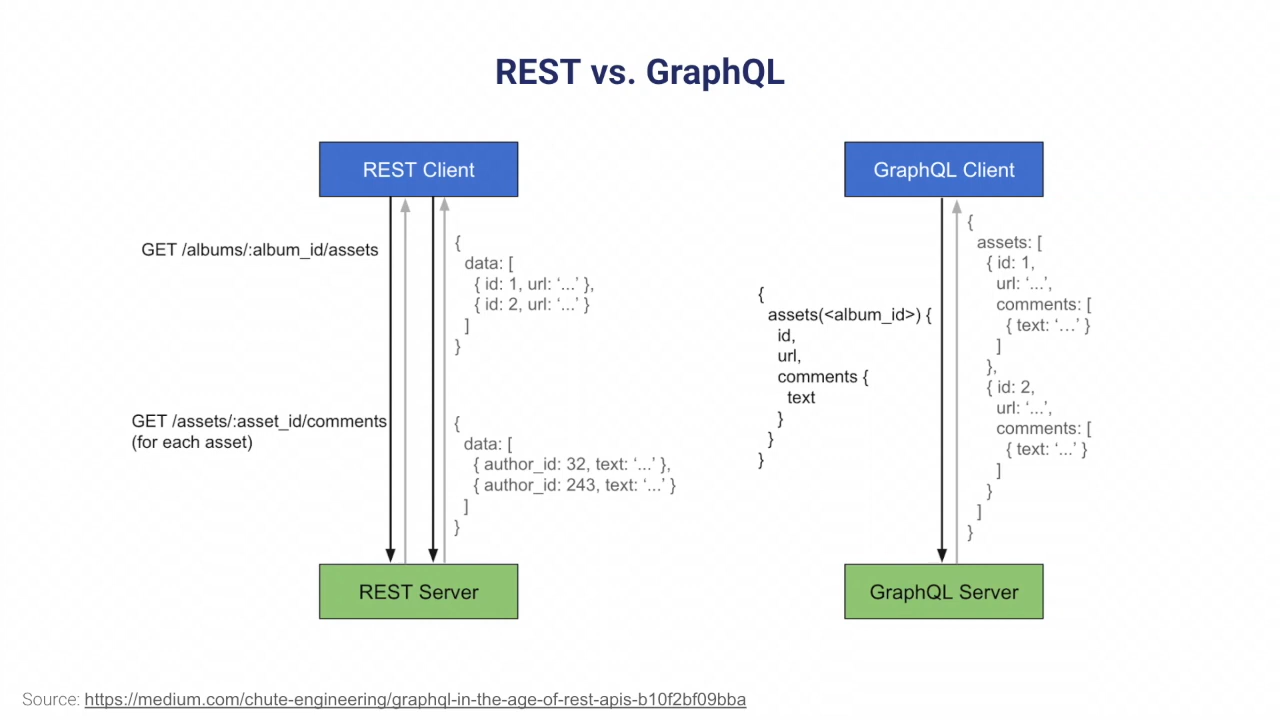 REST vs. GraphQL
REST Client
GET /albums/:album_id/assets
{
data: [
{ id: 1, url: ‘...’ },
{ id: 2, url: ‘...’ }
]
}
GET /assets/:asset_id/comments
(for each asset)
{
data: [
{ author_id: 32, text: ‘...’ },
{ author_id: 243, text: ‘...’ }
]
}
REST Server
GraphQL Client
{
assets(<album_id>) {
id,
url,
comments {
text
}
}
}
{
assets: [
{ id: 1,
url: ‘...’,
comments: [
{ text: ‘...’ }
]
},
{ id: 2,
url: ‘...’,
comments: [
{ text: ‘...’ }
]
}
]
}
GraphQL Server
Source: https://medium.com/chute-engineering/graphql-in-the-age-of-rest-apis-b10f2bf09bba